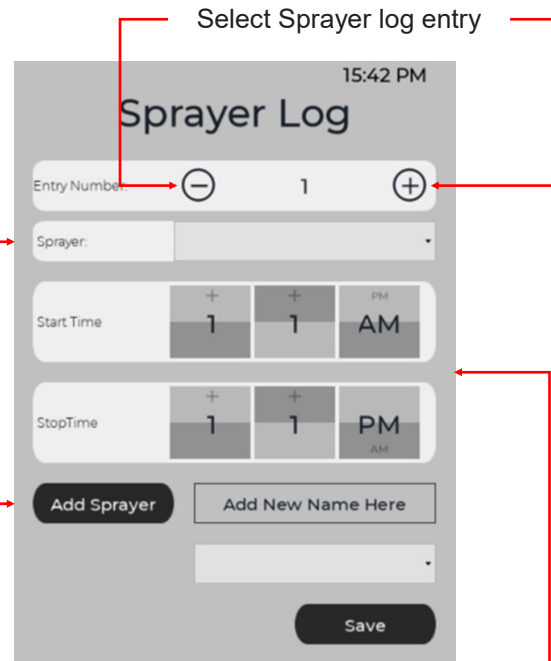 Select Sprayer log entry
15:42 PM
Sprayer Log
Entry Number:
1
Sprayer:
Start Time
1
1
PM
AM
StopTime
1
1
PM
AM
Add Sprayer
Add New Name Here
Save